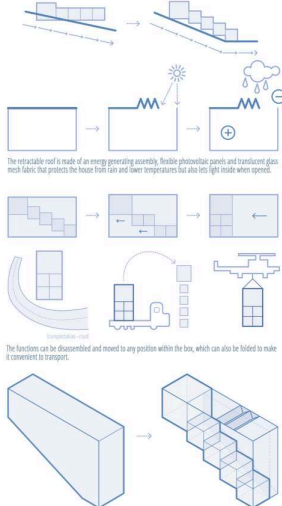 The retractable roof is made of an energy generating assembly, flexible photovoltaic panels and translucent glass
mesh fabric that protects the house from rain and lower temperatures but also lets light inside when opened.
transportation - road
The functions can be disassembled and moved to any position within the box, which can also be folded to make
it convenient to transport.